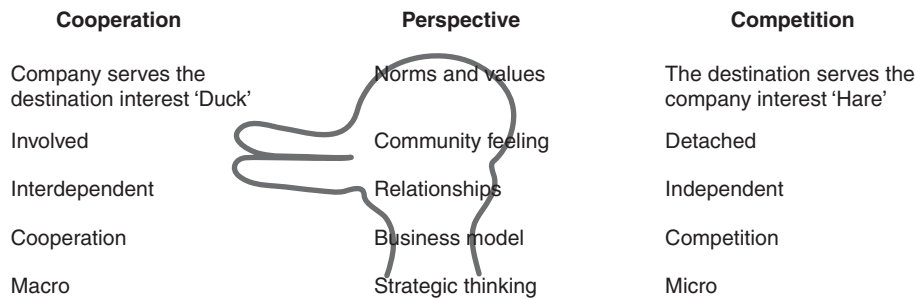 Cooperation Perspective Competition
Company serves the Norms and values The destination serves the
destination interest ‘Duck’ company interest ‘Hare’
Involved Community feeling Detached
Interdependent Relationships Independent
Cooperation Business model Competition
Macro Strategic thinking Micro